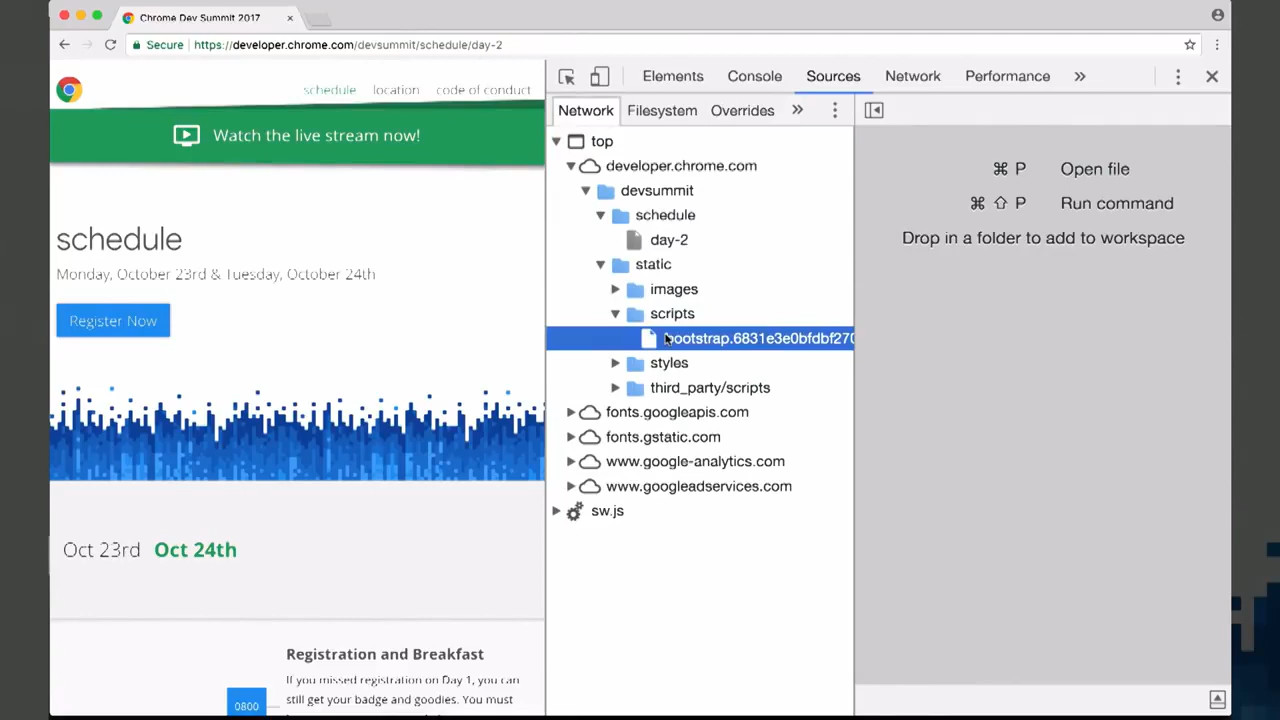 Chrome Dev Summit 2017
Secure https://developer.chrome.com/devsummit/schedule/day-2
schedule location code of conduct
Watch the live stream now!
schedule
Monday, October 23rd & Tuesday, October 24th
Register Now
Oct 23rd Oct 24th
Registration and Breakfast
0800
If you missed registration on Day 1, you can
still get your badge and goodies. You must
Elements Console Sources Network Performance »
Network Filesystem Overrides »
top
developer.chrome.com
devsummit
schedule
day-2
static
images
scripts
bootstrap.6831e3e0bfdbf270
styles
third_party/scripts
fonts.googleapis.com
fonts.gstatic.com
www.google-analytics.com
www.googleadservices.com
sw.js
⌘ P Open file
⌘ ⇧ P Run command
Drop in a folder to add to workspace